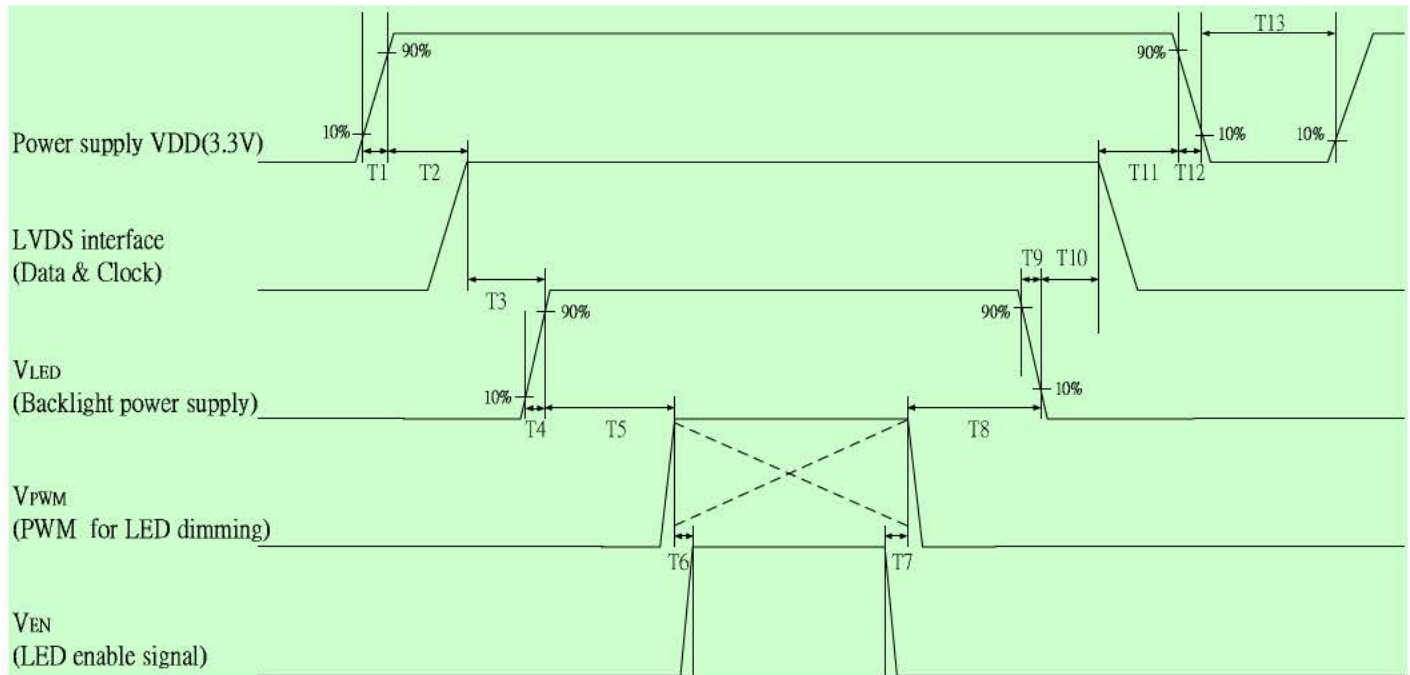 T13
90%
90%
Power supply VDD(3.3V)
10%
10%
10%
T1
T2
T11
T12
LVDS interface
(Data & Clock)
T9
T10
T3
90%
90%
VLED
(Backlight power supply)
10%
10%
T4
T5
T8
VPWM
(PWM for LED dimming)
T6
T7
VEN
(LED enable signal)